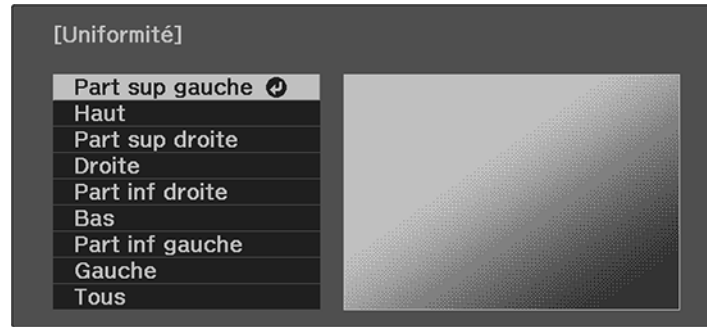 [Uniformité]
Part sup gauche
Haut
Part sup droite
Droite
Part inf droite
Bas
Part inf gauche
Gauche
Tous